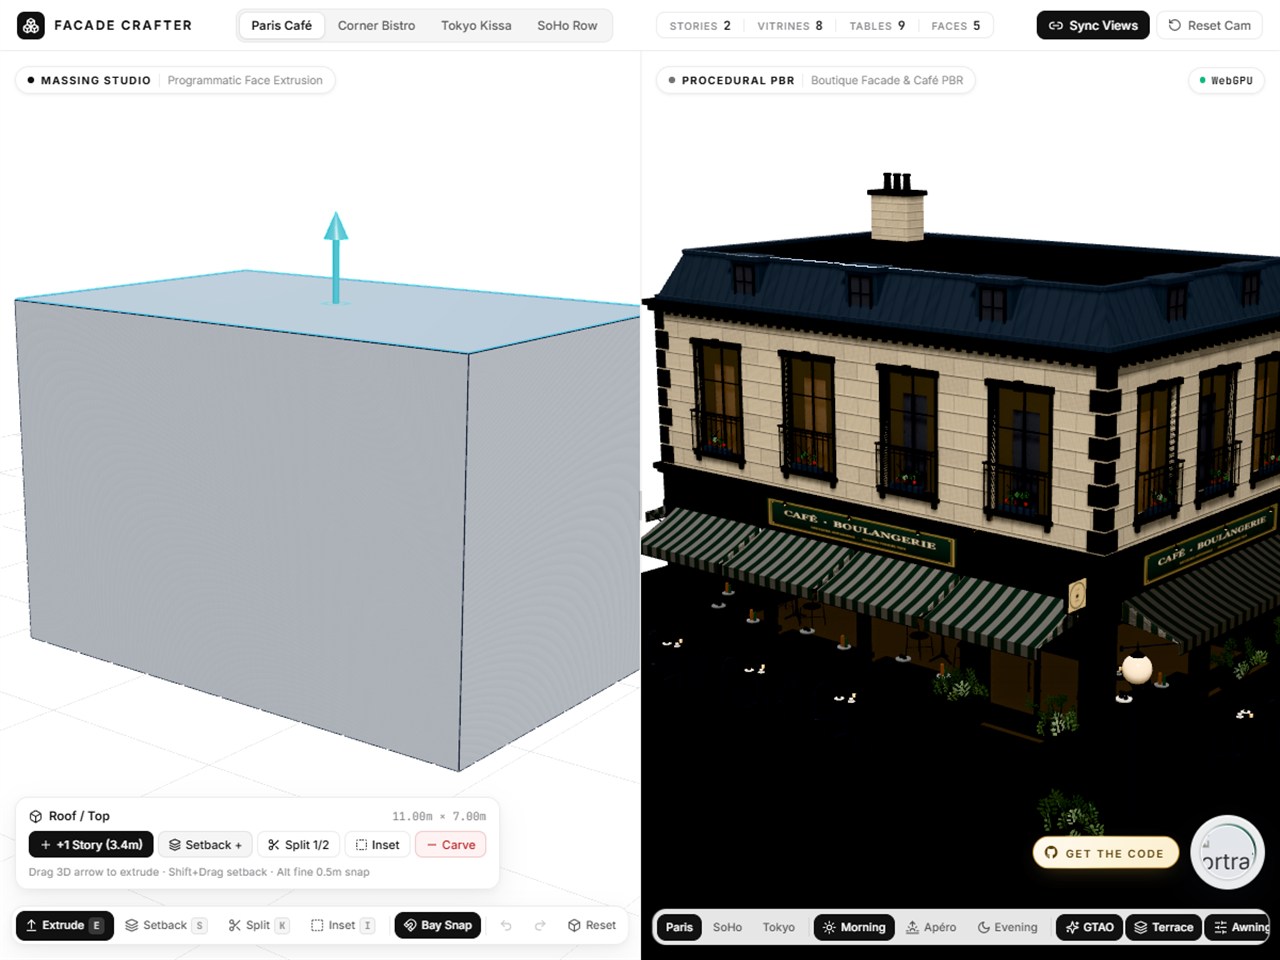 FACADE CRAFTER
Paris Café Corner Bistro Tokyo Kissa SoHo Row
STORIES 2 VITRINES 8 TABLES 9 FACES 5
Sync Views Reset Cam
MASSING STUDIO Programmatic Face Extrusion
PROCEDURAL PBR Boutique Facade & Café PBR
WebGPU
CAFÉ · BOULANGERIE
CAFÉ · BOULANGERIE
Roof / Top 11.00m × 7.00m
+1 Story (3.4m) Setback + Split 1/2 Inset Carve
Drag 3D arrow to extrude · Shift+Drag setback · Alt fine 0.5m snap
GET THE CODE
ortra
Extrude E Setback S Split K Inset I Bay Snap Reset
Paris SoHo Tokyo Morning Apéro Evening GTAO Terrace Awning